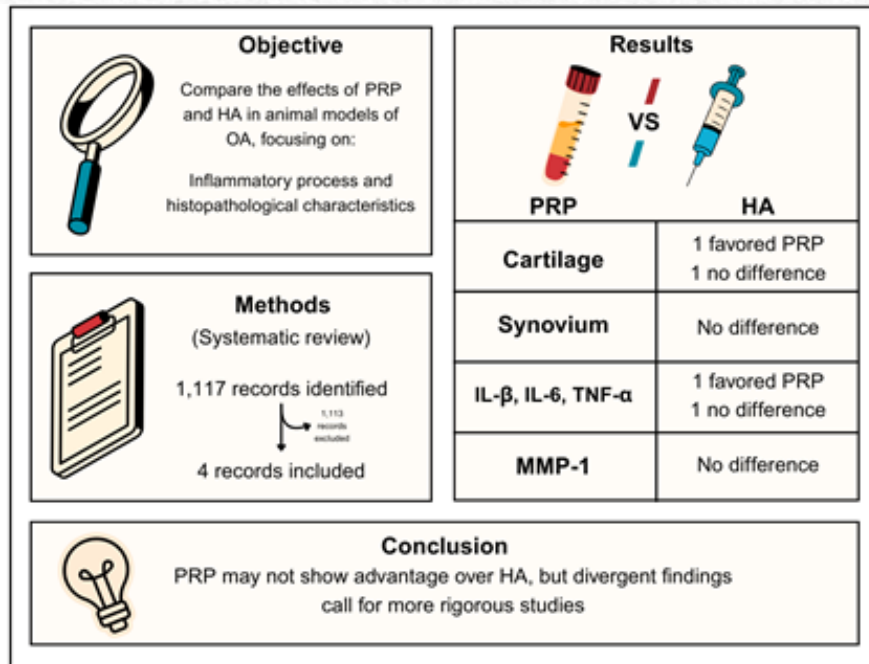 Objective
Compare the effects of PRP
and HA in animal models of
OA, focusing on:
Inflammatory process and
histopathological characteristics
Methods
(Systematic review)
1,117 records identified
1,113
records
excluded
4 records included
Results
VS
PRP
HA
Cartilage
1 favored PRP
1 no difference
Synovium
No difference
IL-β, IL-6, TNF-α
1 favored PRP
1 no difference
MMP-1
No difference
Conclusion
PRP may not show advantage over HA, but divergent findings
call for more rigorous studies